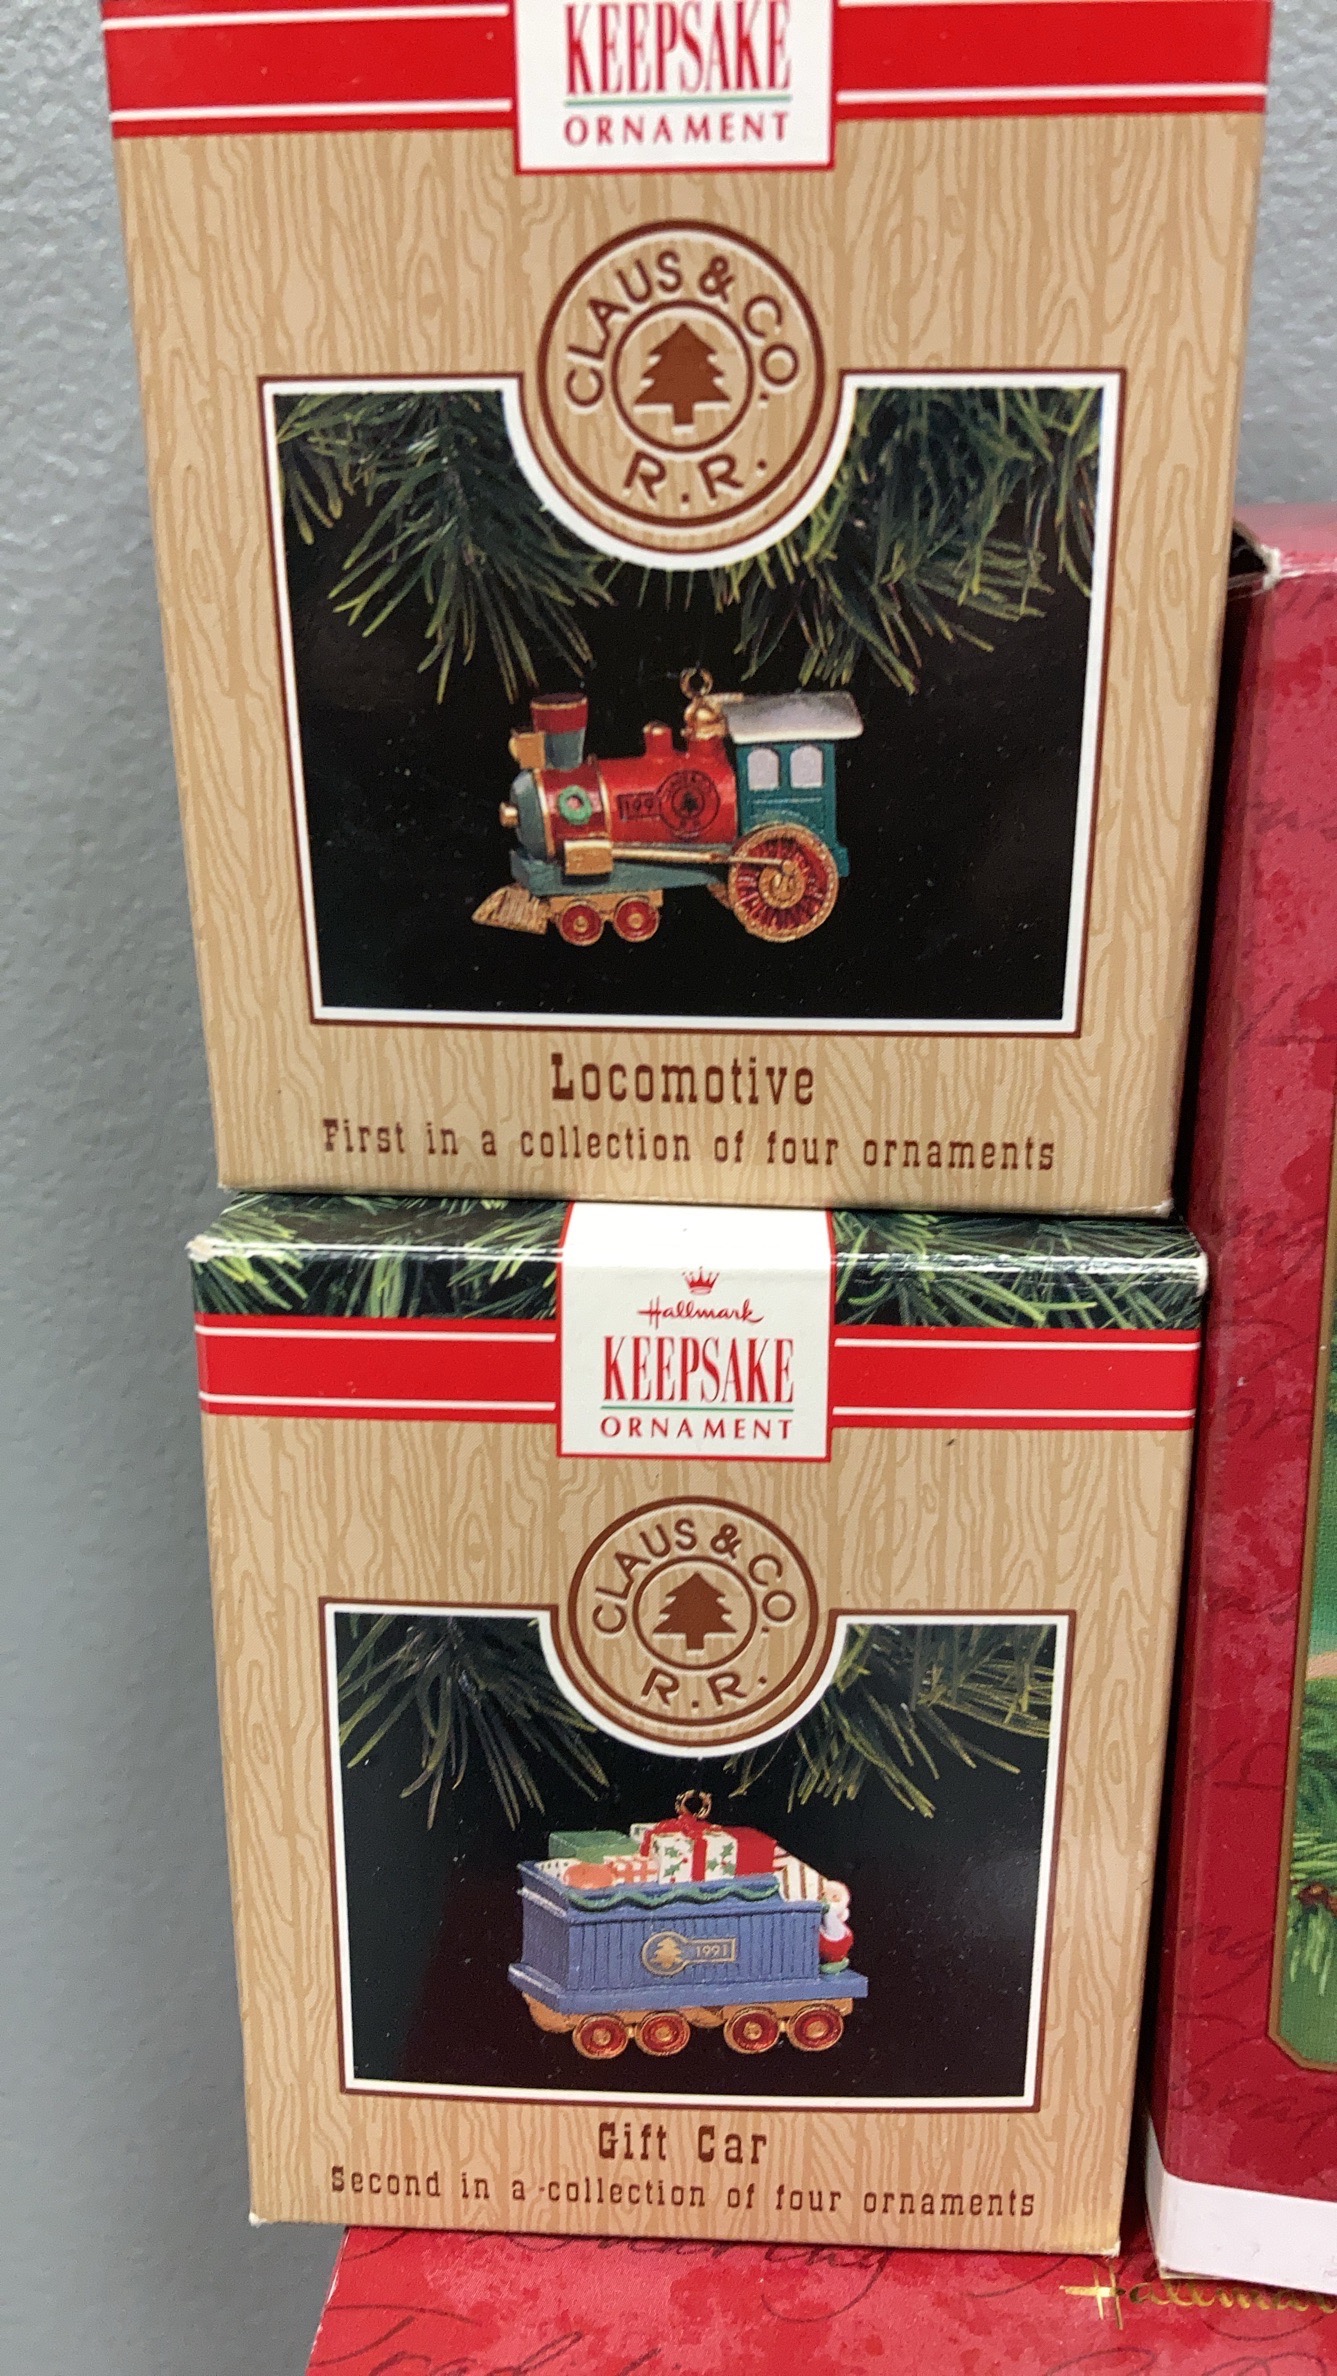 KEEPSAKE
ORNAMENT
CLAUS & CO.
R.R.
Locomotive
First in a collection of four ornaments
Hallmark
KEEPSAKE
ORNAMENT
CLAUS & CO.
R.R.
1991
Gift Car
Second in a collection of four ornaments
Hallmark